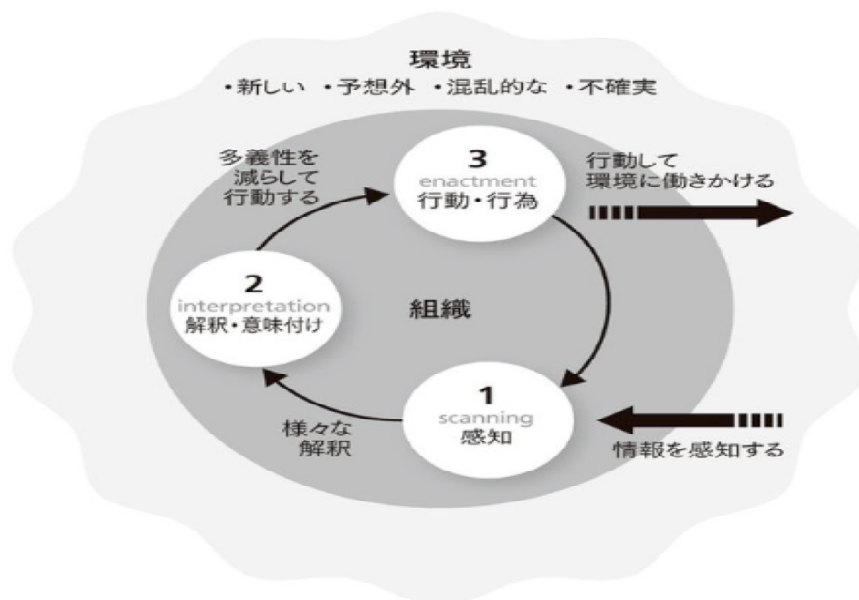 環境
・新しい ・予想外 ・混乱的な ・不確実
多義性を
減らして
行動する
3
enactment
行動・行為
行動して
環境に働きかける
2
interpretation
解釈・意味付け
組織
1
scanning
感知
様々な
解釈
情報を感知する